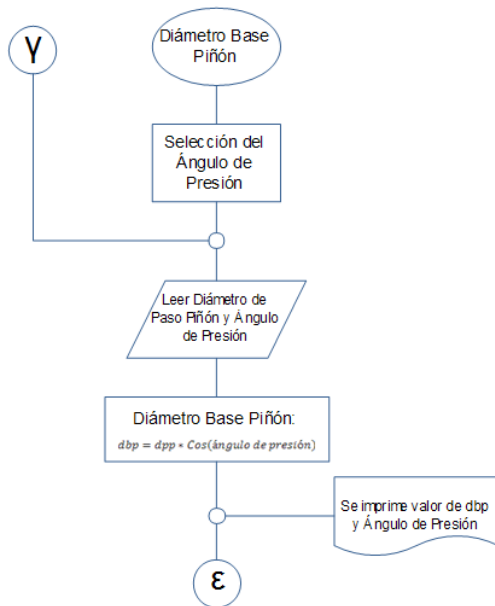 γ
Diámetro Base
Piñón
Selección del
Ángulo de
Presión
Leer Diámetro de
Paso Piñón y Ángulo
de Presión
Diámetro Base Piñón:
dbp = dpp * Cos(ángulo de presión)
Se imprime valor de dbp
y Ángulo de Presión
ε